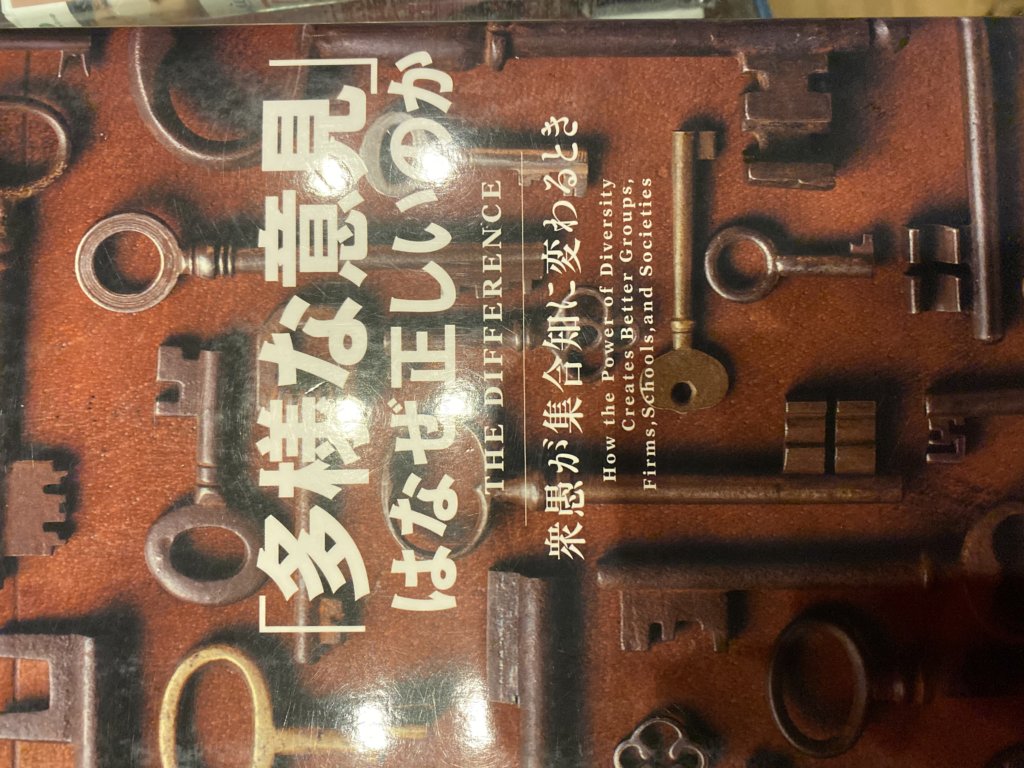 「多様な意見」
はなぜ正しいのか
THE DIFFERENCE
衆愚が集合知に変わるとき
How the Power of Diversity
Creates Better Groups,
Firms,Schools,and Societies